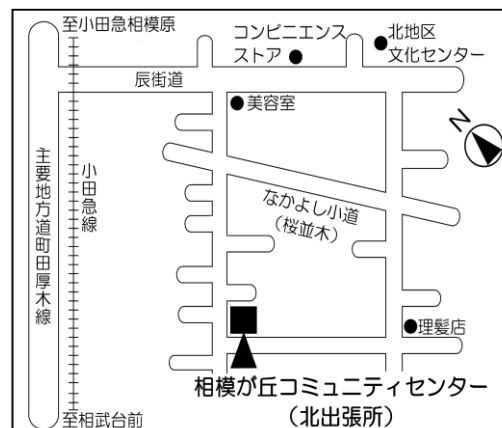 至小田急相模原
コンビニエンス
ストア
北地区
文化センター
辰街道
美容室
N
主要地方道町田厚木線
小田急線
なかよし小道
(桜並木)
理髪店
相模が丘コミュニティセンター
(北出張所)
至相武台前